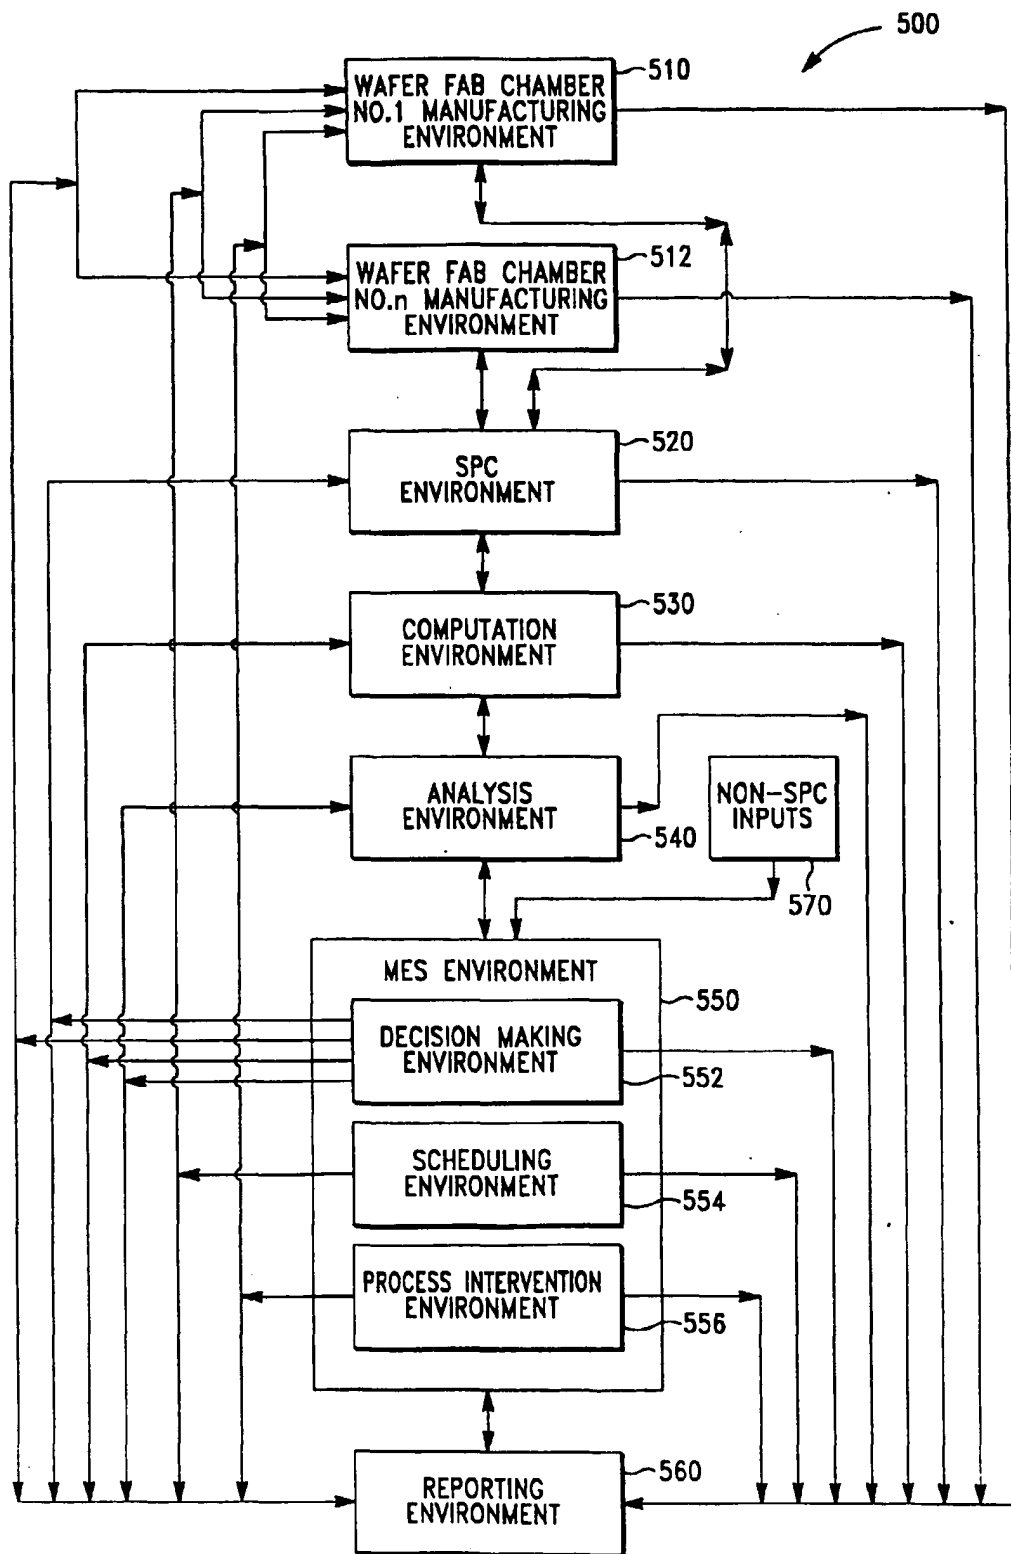 500
WAFER FAB CHAMBER
NO.1 MANUFACTURING
ENVIRONMENT
510
WAFER FAB CHAMBER
NO.n MANUFACTURING
ENVIRONMENT
512
SPC
ENVIRONMENT
520
COMPUTATION
ENVIRONMENT
530
ANALYSIS
ENVIRONMENT
540
NON-SPC
INPUTS
570
MES ENVIRONMENT
550
DECISION MAKING
ENVIRONMENT
552
SCHEDULING
ENVIRONMENT
554
PROCESS INTERVENTION
ENVIRONMENT
556
REPORTING
ENVIRONMENT
560